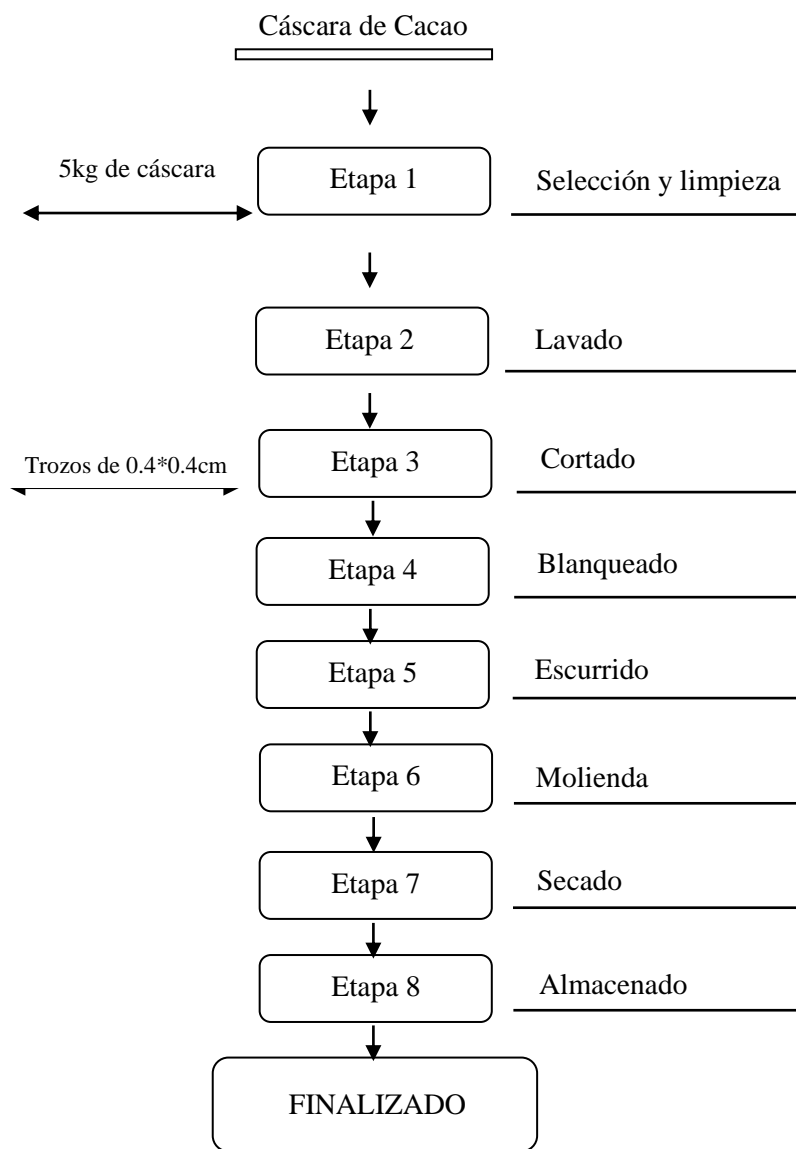 Cáscara de Cacao
5kg de cáscara
Etapa 1
Selección y limpieza
Etapa 2
Lavado
Trozos de 0.4*0.4cm
Etapa 3
Cortado
Etapa 4
Blanqueado
Etapa 5
Escurrido
Etapa 6
Molienda
Etapa 7
Secado
Etapa 8
Almacenado
FINALIZADO